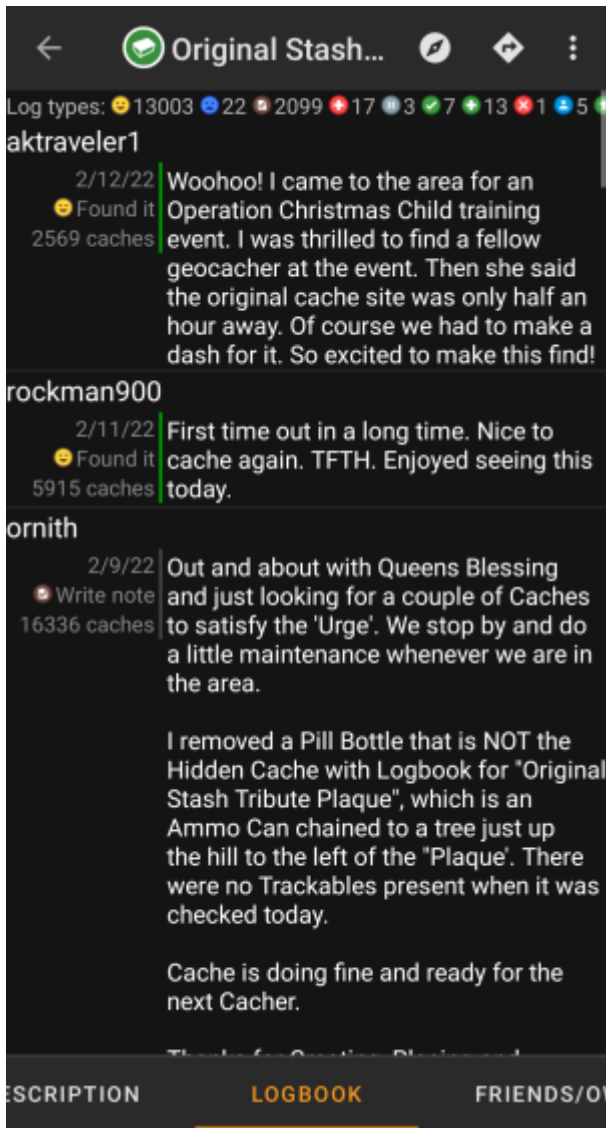 Original Stash...
Log types: 13003 22 2099 17 3 7 13 1 5
aktraveler1
2/12/22
Found it
2569 caches
Woohoo! I came to the area for an
Operation Christmas Child training
event. I was thrilled to find a fellow
geocacher at the event. Then she said
the original cache site was only half an
hour away. Of course we had to make a
dash for it. So excited to make this find!
rockman900
2/11/22
Found it
5915 caches
First time out in a long time. Nice to
cache again. TFTH. Enjoyed seeing this
today.
ornith
2/9/22
Write note
16336 caches
Out and about with Queens Blessing
and just looking for a couple of Caches
to satisfy the 'Urge'. We stop by and do
a little maintenance whenever we are in
the area.
I removed a Pill Bottle that is NOT the
Hidden Cache with Logbook for "Original
Stash Tribute Plaque", which is an
Ammo Can chained to a tree just up
the hill to the left of the "Plaque'. There
were no Trackables present when it was
checked today.
Cache is doing fine and ready for the
next Cacher.
ESCRIPTION
LOGBOOK
FRIENDS/O